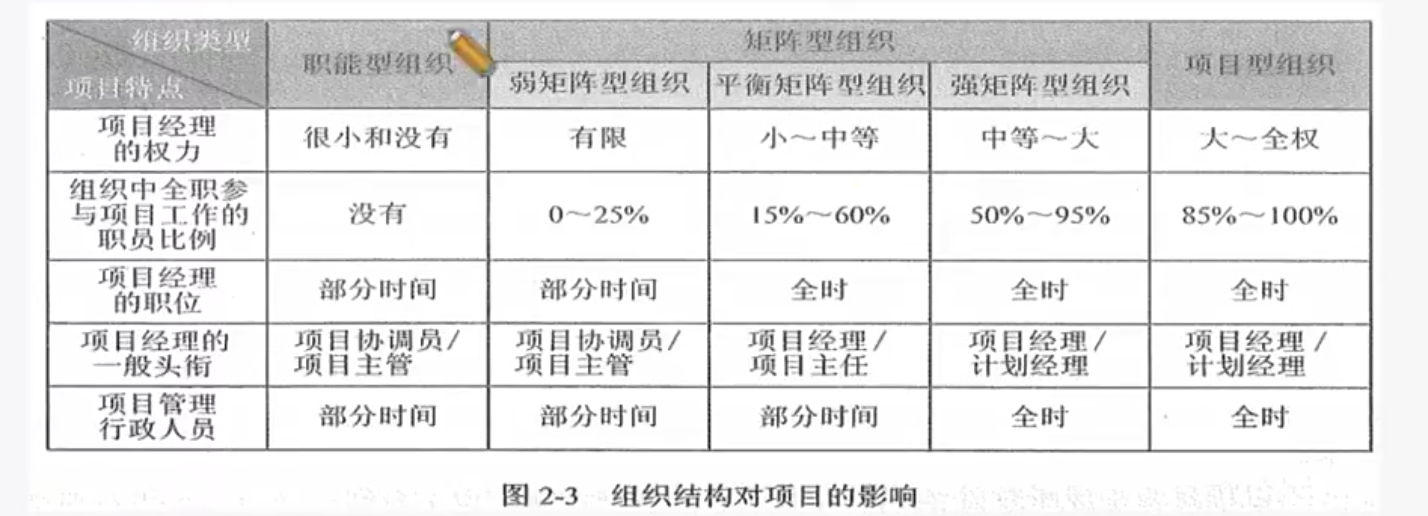 组织类型
项目特点
职能型组织
矩阵型组织
弱矩阵型组织
平衡矩阵型组织
强矩阵型组织
项目型组织
项目经理
的权力
很小和没有
有限
小～中等
中等～大
大～全权
组织中全职参
与项目工作的
职员比例
没有
0～25%
15%～60%
50%～95%
85%～100%
项目经理
的职位
部分时间
部分时间
全时
全时
全时
项目经理的
一般头衔
项目协调员/
项目主管
项目协调员/
项目主管
项目经理/
项目主任
项目经理/
计划经理
项目经理/
计划经理
项目管理
行政人员
部分时间
部分时间
部分时间
全时
全时
图 2-3 组织结构对项目的影响